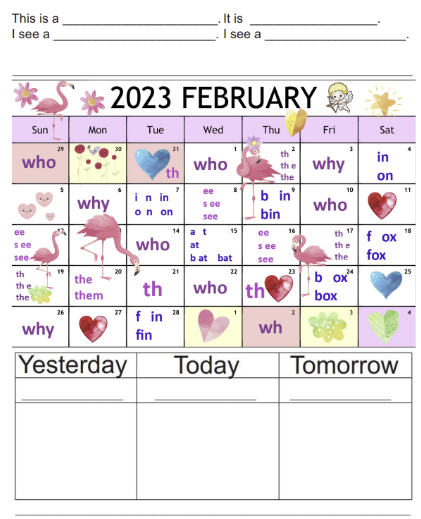 This is a ______________________. It is __________________.
I see a _______________________. I see a ____________________.
2023 FEBRUARY
Sun Mon Tue Wed Thu Fri Sat
29
who
30
31
th
1
who
2
th
th e
the
3
why
4
in
on
5
6
why
7
i n in
o n on
8
ee
s ee
see
9
b in
bin
10
who
11
12
ee
s ee
see
14
who
15
a t
at
b at bat
16
ee
s ee
see
17
th
th e
the
18
f ox
fox
19
th
th e
the
20
the
them
21
th
22
who
23
th
24
b ox
box
25
26
why
27
28
f in
fin
1
2
wh
3
4
Yesterday Today Tomorrow